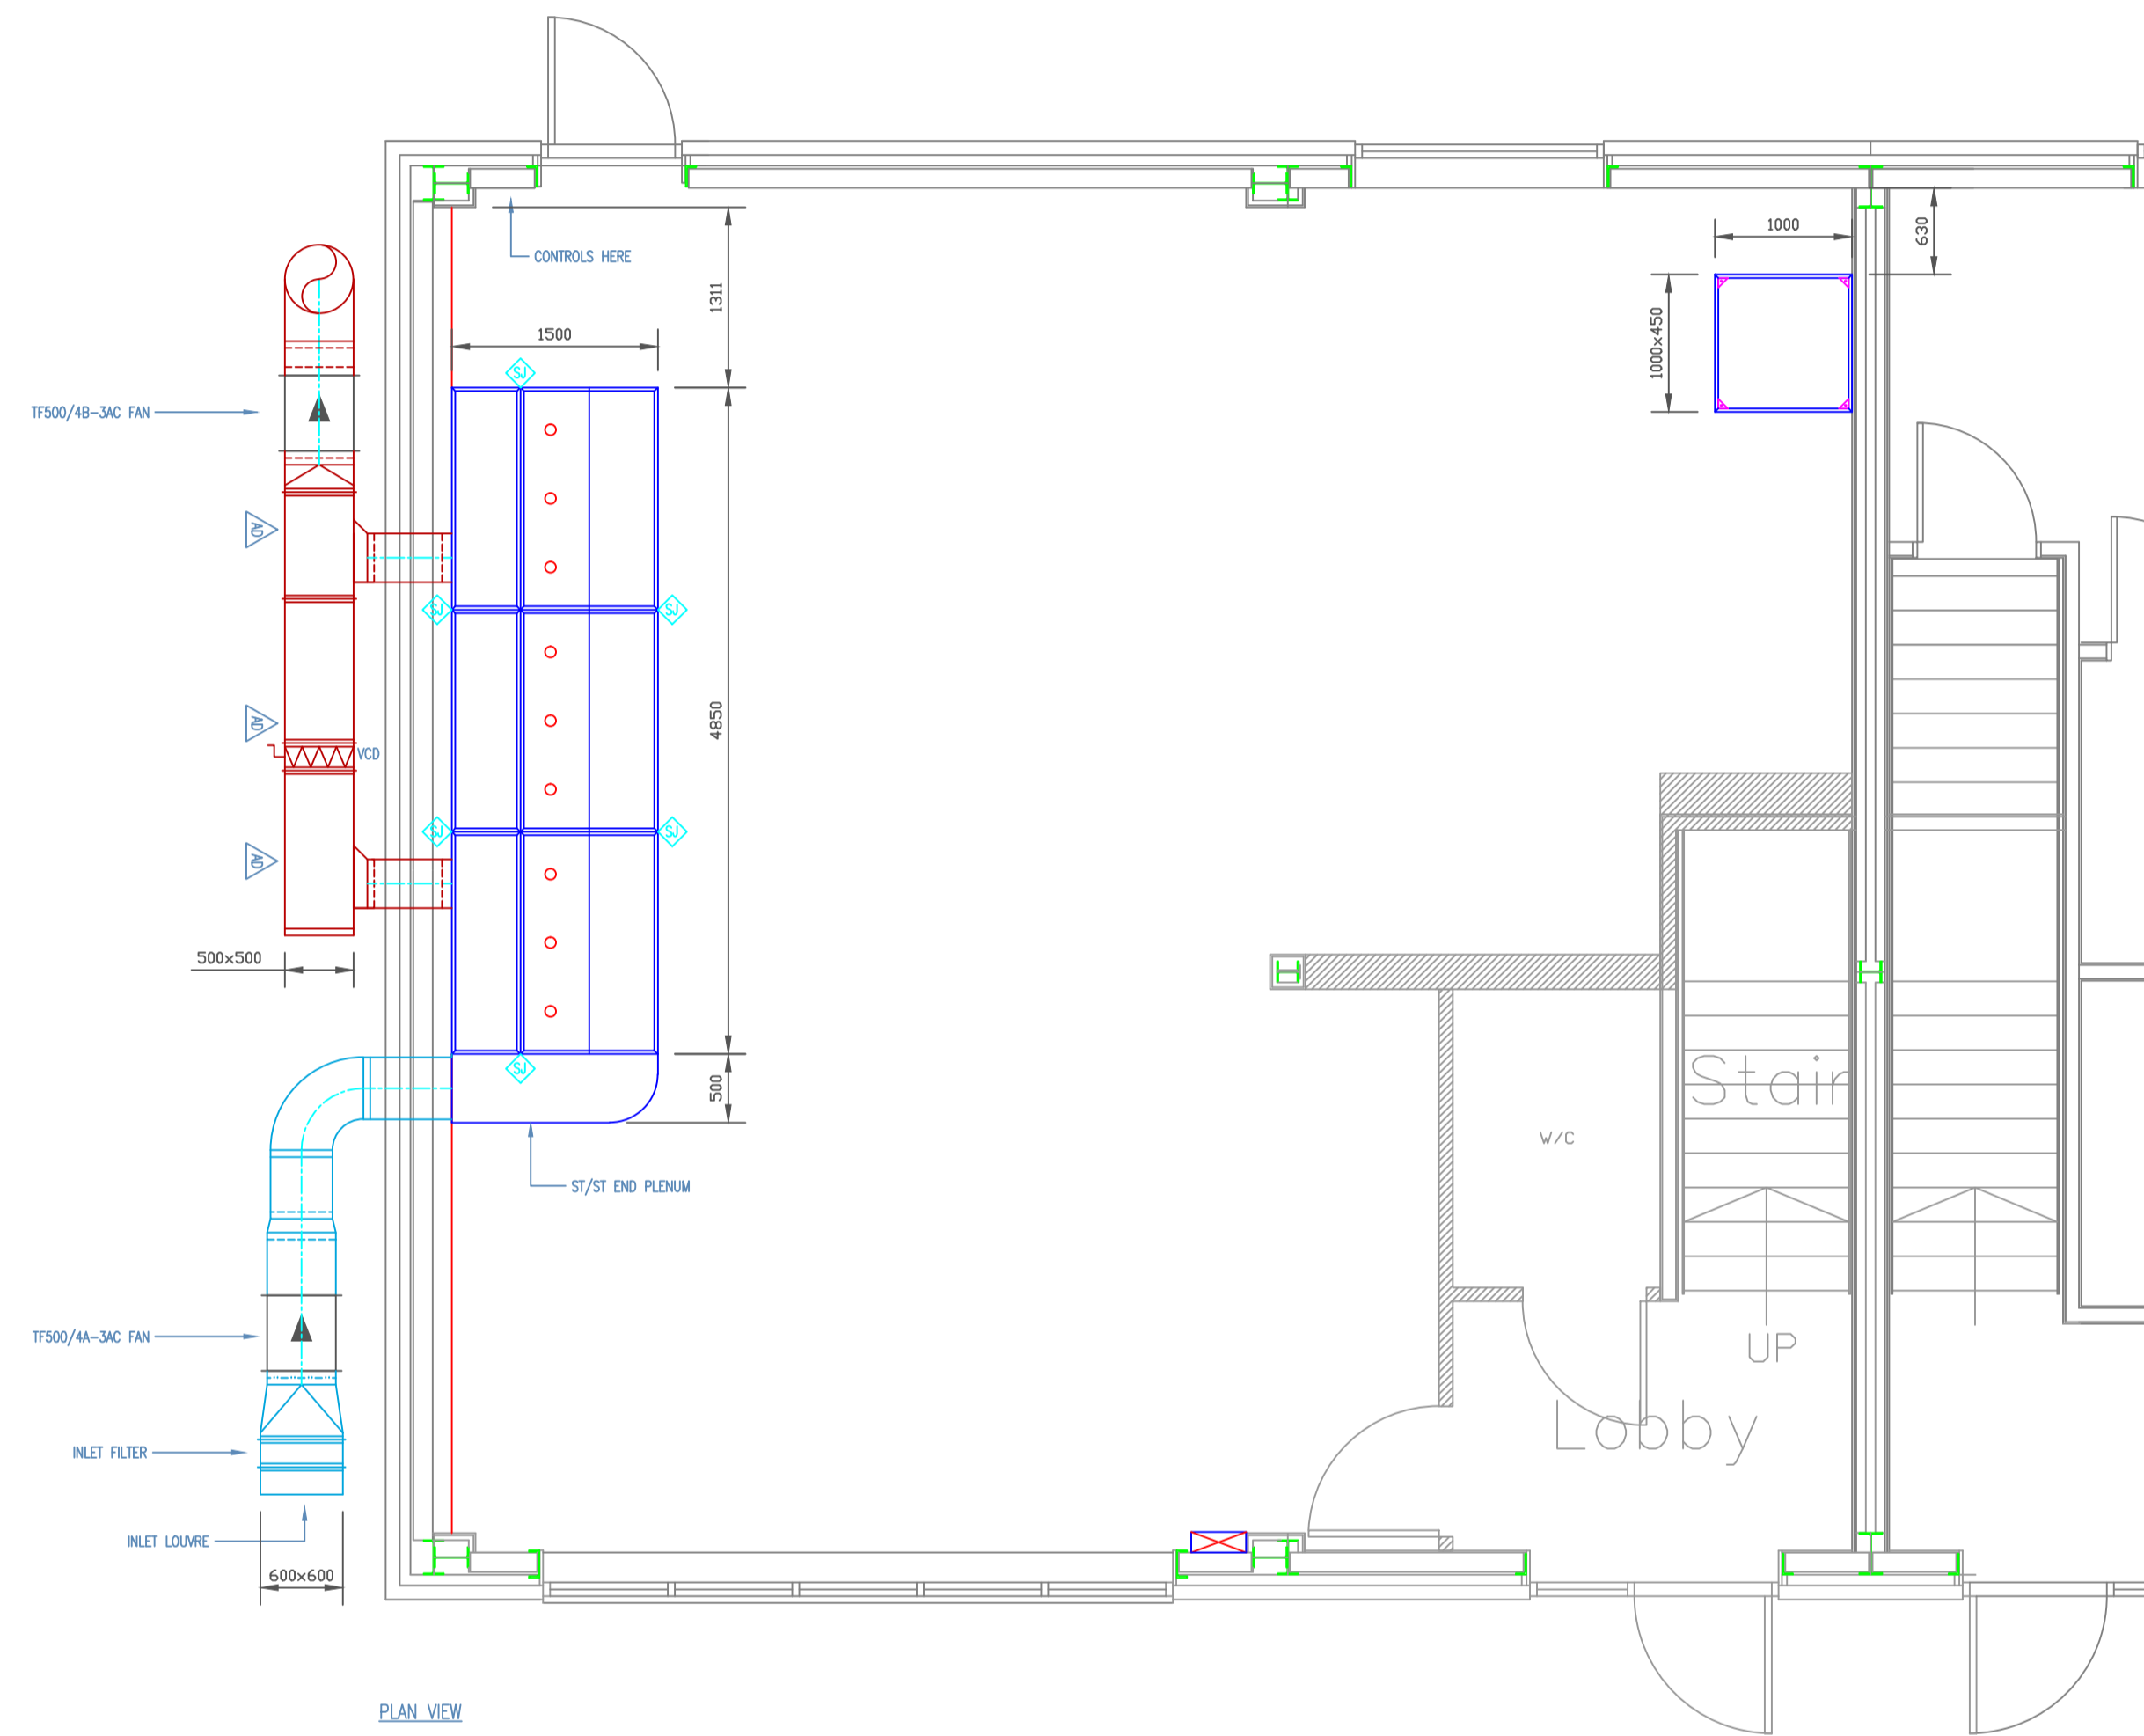 CONTROLS HERE
1000
630
1311
1000x450
1500
SJ
TF500/4B-3AC FAN
AD
SJ
SJ
4850
AD
VCD
SJ
SJ
AD
500x500
SJ
500
Stair
W/C
ST/ST END PLENUM
TF500/4A-3AC FAN
UP
Lobby
INLET FILTER
INLET LOUVRE
600x600
PLAN VIEW